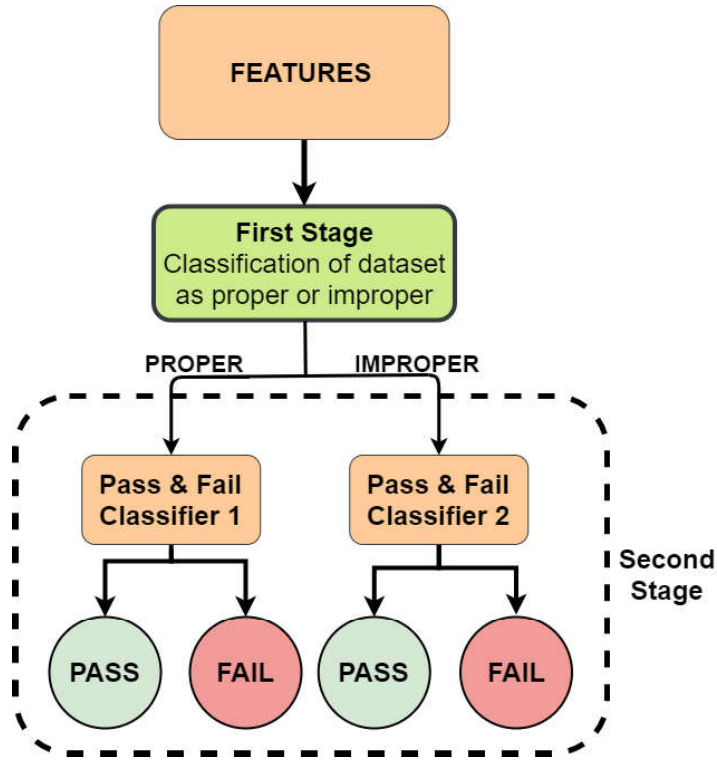 FEATURES
First Stage
Classification of dataset
as proper or improper
PROPER
IMPROPER
Pass & Fail
Classifier 1
Pass & Fail
Classifier 2
Second
Stage
PASS
FAIL
PASS
FAIL